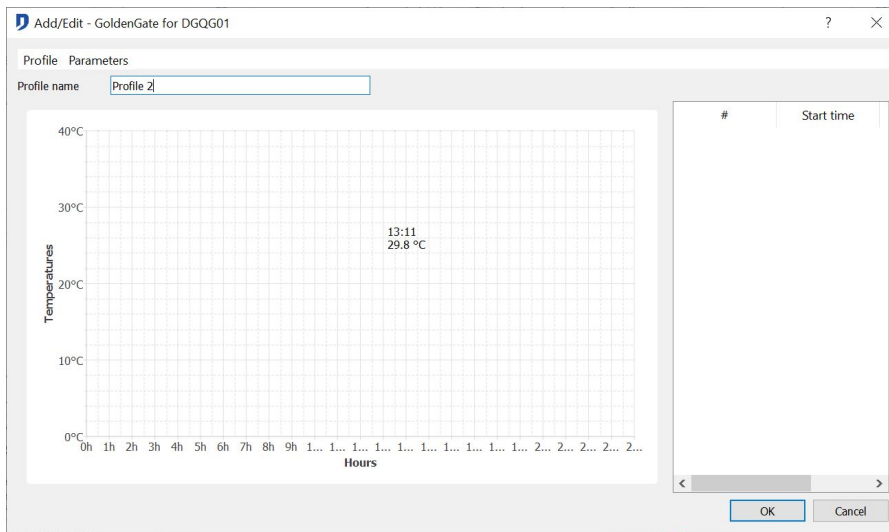 Add/Edit - GoldenGate for DGQG01
Profile Parameters
Profile name Profile 2
# Start time
40°C
30°C
20°C
10°C
0°C
Temperatures
13:11
29.8 °C
0h 1h 2h 3h 4h 5h 6h 7h 8h 9h 1... 1... 1... 1... 1... 1... 1... 1... 1... 1... 2... 2... 2... 2... 2...
Hours
OK Cancel